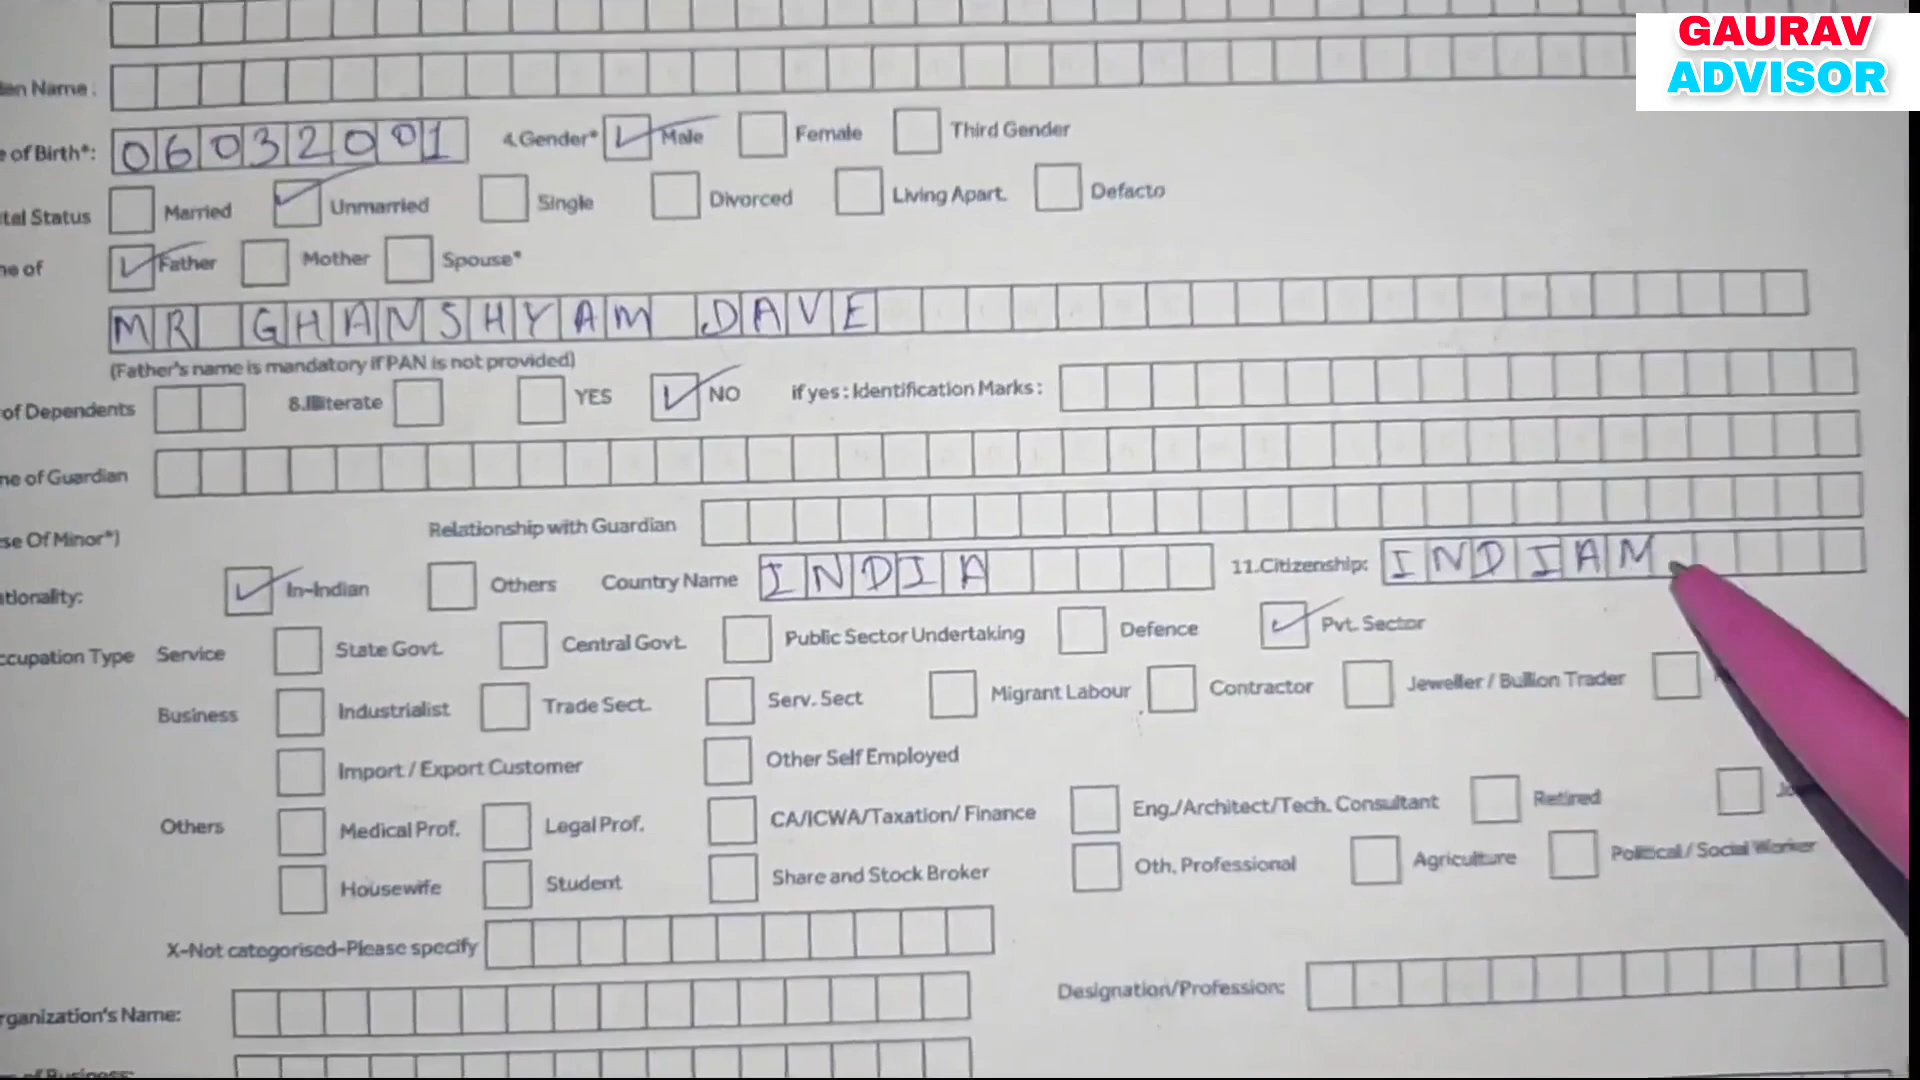 GAURAV
ADVISOR
en Name :
e of Birth*: 06032001 4.Gender* Male Female Third Gender
ital Status Married Unmarried Single Divorced Living Apart. Defacto
ne of Father Mother Spouse*
MR GHANSHYAM DAVE
(Father's name is mandatory if PAN is not provided)
of Dependents 8.Illiterate YES NO if yes : Identification Marks :
ne of Guardian
se Of Minor*) Relationship with Guardian
tionality: In-Indian Others Country Name INDIA 11.Citizenship: INDIAN
ccupation Type Service State Govt. Central Govt. Public Sector Undertaking Defence Pvt. Sector
Business Industrialist Trade Sect. Serv. Sect Migrant Labour Contractor Jeweller / Bullion Trader
Import / Export Customer Other Self Employed
Others Medical Prof. Legal Prof. CA/ICWA/Taxation/ Finance Eng./Architect/Tech. Consultant Retired
Housewife Student Share and Stock Broker Oth. Professional Agriculture Political / Social Worker
X-Not categorised-Please specify
rganization's Name: Designation/Profession:
of Business: